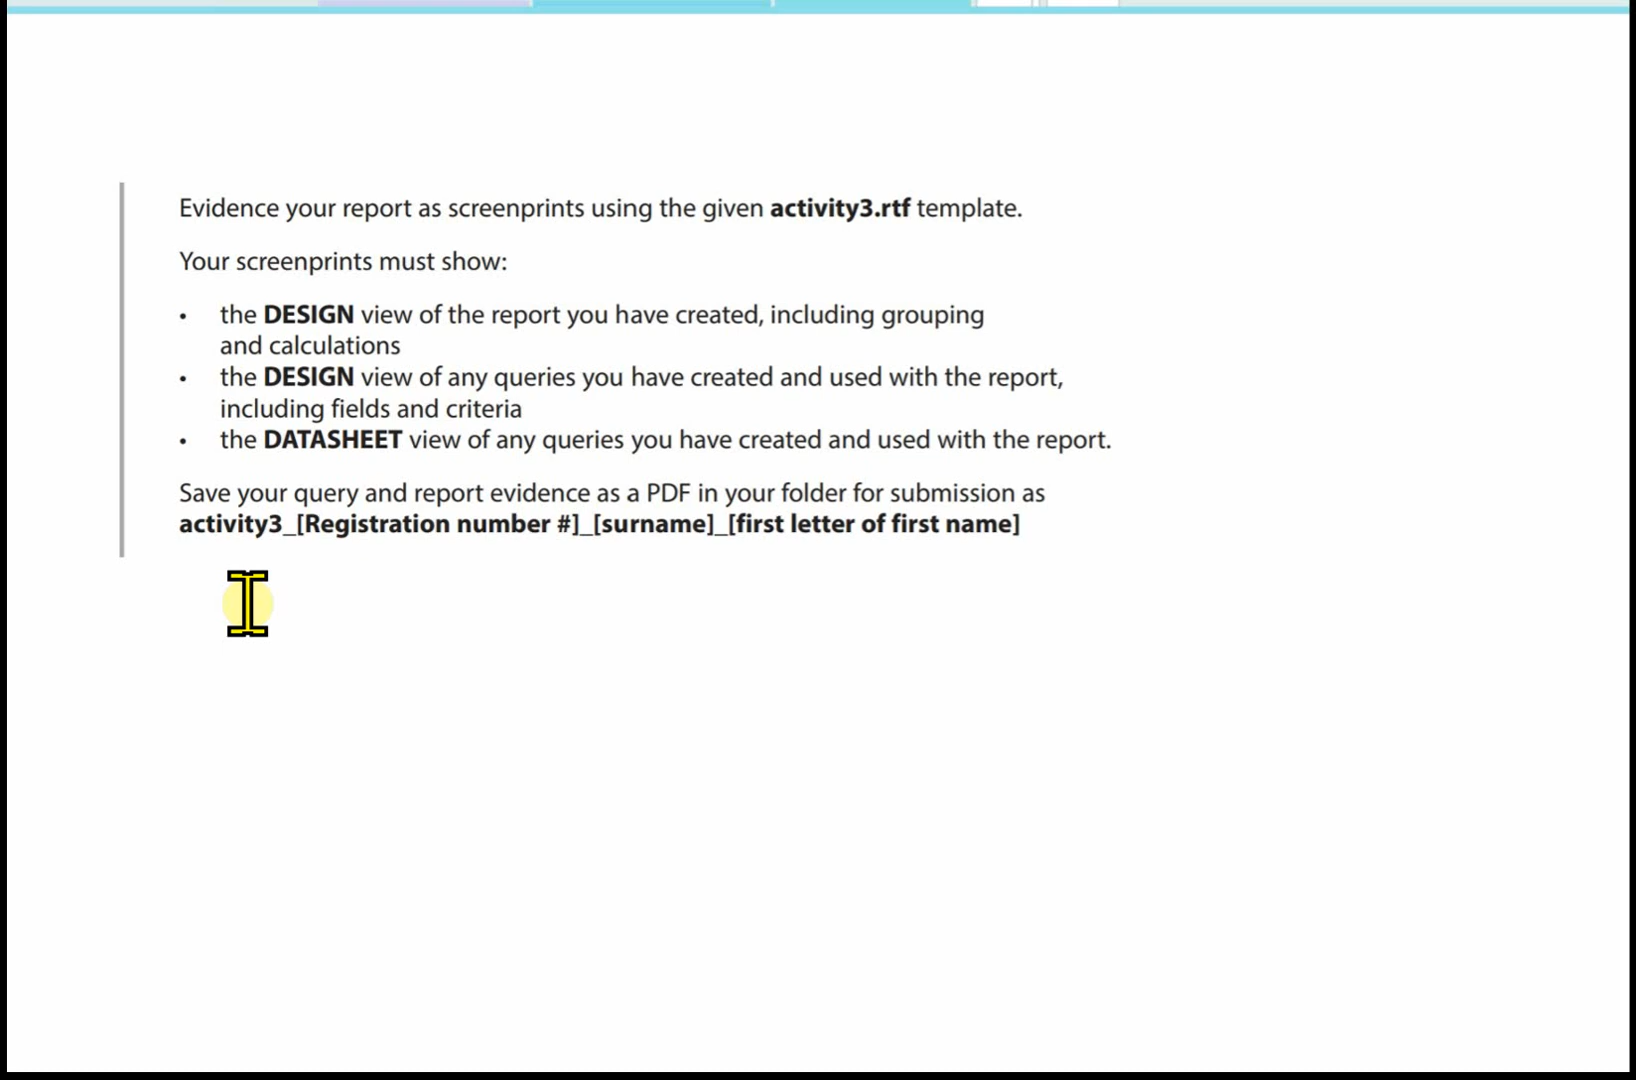 Evidence your report as screenprints using the given activity3.rtf template.
Your screenprints must show:
• the DESIGN view of the report you have created, including grouping
and calculations
• the DESIGN view of any queries you have created and used with the report,
including fields and criteria
• the DATASHEET view of any queries you have created and used with the report.
Save your query and report evidence as a PDF in your folder for submission as
activity3_[Registration number #]_[surname]_[first letter of first name]